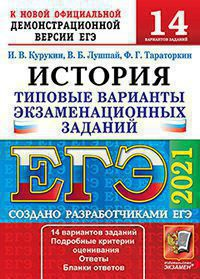 К НОВОЙ ОФИЦИАЛЬНОЙ
ДЕМОНСТРАЦИОННОЙ
ВЕРСИИ ЕГЭ
14
ВАРИАНТОВ ЗАДАНИЙ
И. В. Курукин, В. Б. Лушпай, Ф. Г. Тараторкин
ИСТОРИЯ
ТИПОВЫЕ ВАРИАНТЫ
ЭКЗАМЕНАЦИОННЫХ
ЗАДАНИЙ
ЕГЭ
2021
СОЗДАНО РАЗРАБОТЧИКАМИ ЕГЭ
14 вариантов заданий
Подробные критерии
оценивания
Ответы
Бланки ответов
ЭКЗАМЕН